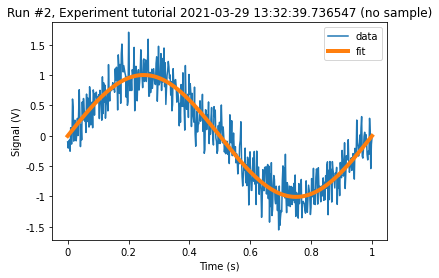 Run #2, Experiment tutorial 2021-03-29 13:32:39.736547 (no sample)
data
fit
1.5
1
0.5
0
-0.5
-1
-1.5
Signal (V)
0
0.2
0.4
0.6
0.8
1
Time (s)